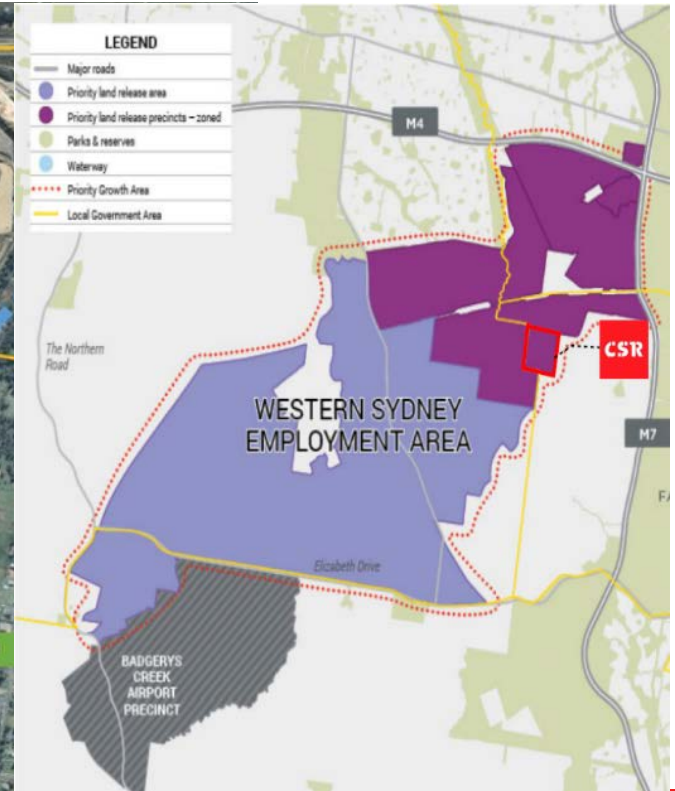 LEGEND
Major roads
Priority land release area
Priority land release precincts – zoned
Parks & reserves
Waterway
Priority Growth Area
Local Government Area
M4
The Northern
Road
CSR
WESTERN SYDNEY
EMPLOYMENT AREA
M7
Elizabeth Drive
BADGERYS
CREEK
AIRPORT
PRECINCT